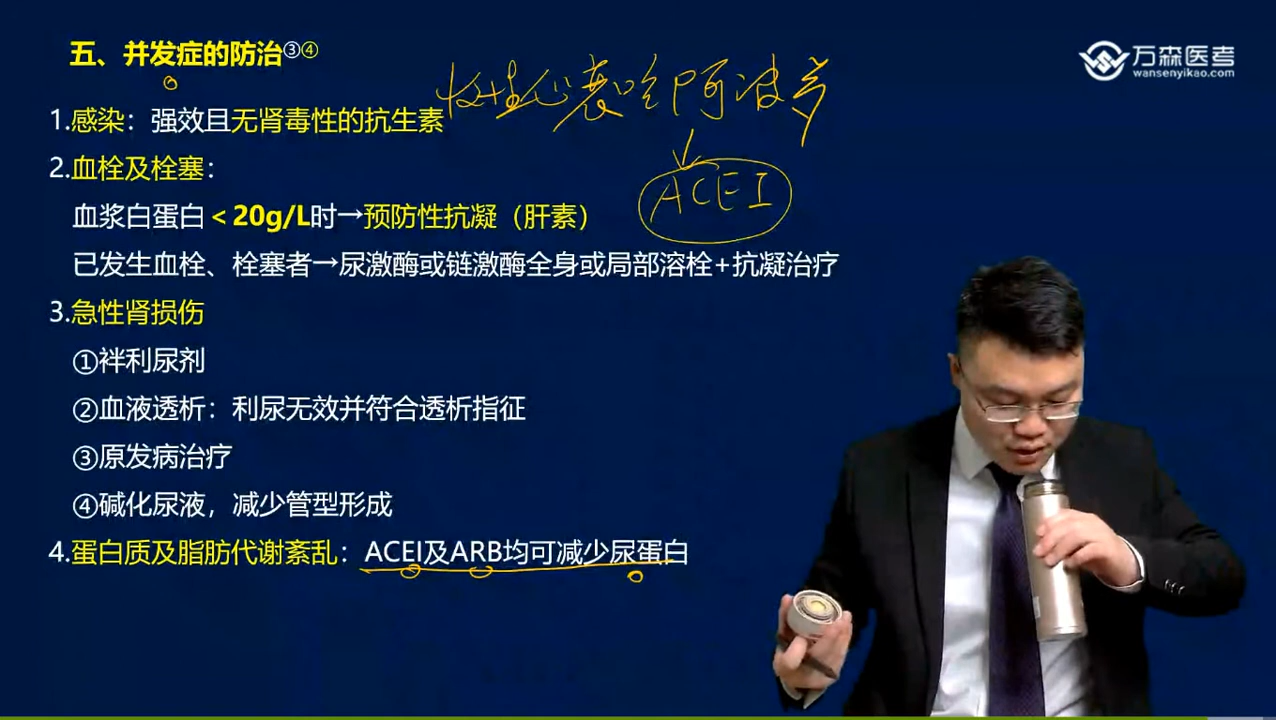 五、并发症的防治③④
万森医考
wansenyikao.com
1.感染：强效且无肾毒性的抗生素
2.血栓及栓塞：
血浆白蛋白＜20g/L时→预防性抗凝（肝素）
ACEI
已发生血栓、栓塞者→尿激酶或链激酶全身或局部溶栓+抗凝治疗
3.急性肾损伤
①袢利尿剂
②血液透析：利尿无效并符合透析指征
③原发病治疗
④碱化尿液，减少管型形成
4.蛋白质及脂肪代谢紊乱：ACEI及ARB均可减少尿蛋白